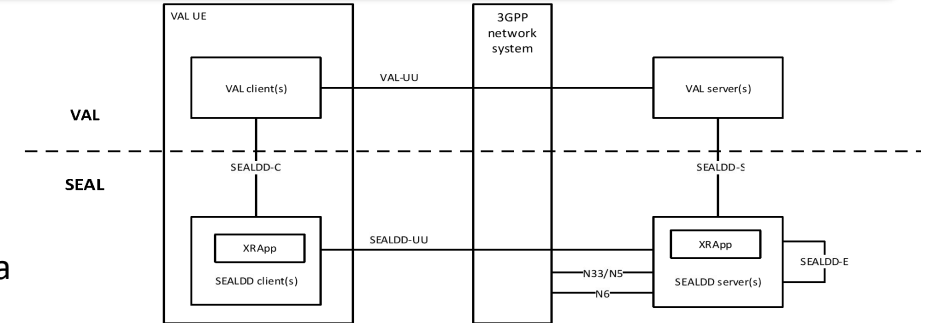 VAL UE
3GPP
network
system
VAL client(s)
VAL-UU
VAL server(s)
VAL
SEALDD-C
SEALDD-S
SEAL
XRApp
SEALDD-UU
XRApp
a
SEALDD-E
N33/N5
SEALDD client(s)
SEALDD server(s)
N6